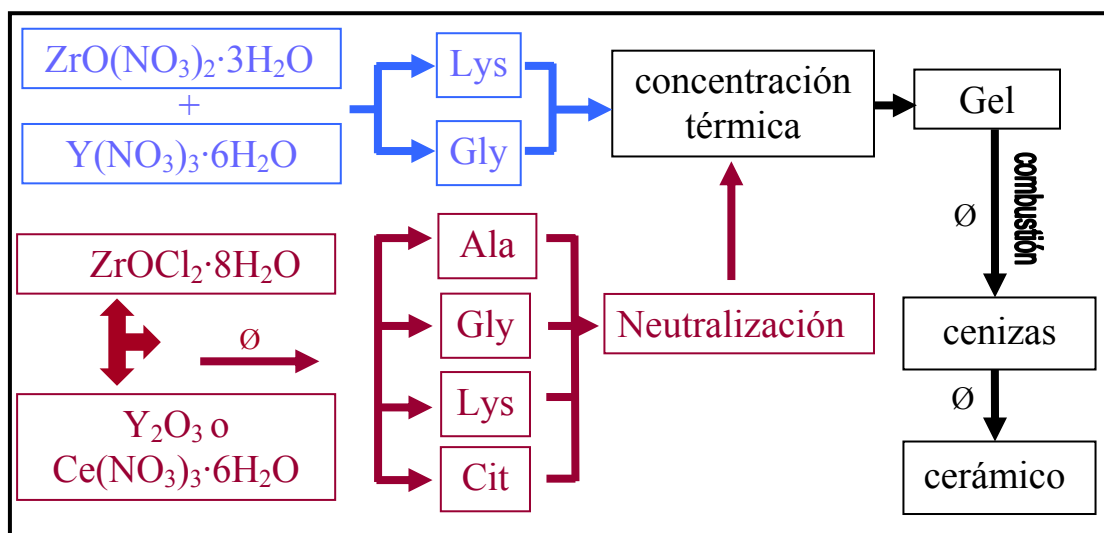 ZrO(NO₃)₂·3H₂O
+
Y(NO₃)₃·6H₂O
Lys
Gly
concentración
térmica
Gel
combustión
Ø
ZrOCl₂·8H₂O
Ø
Y₂O₃ o
Ce(NO₃)₃·6H₂O
Ala
Gly
Lys
Cit
Neutralización
cenizas
Ø
cerámico